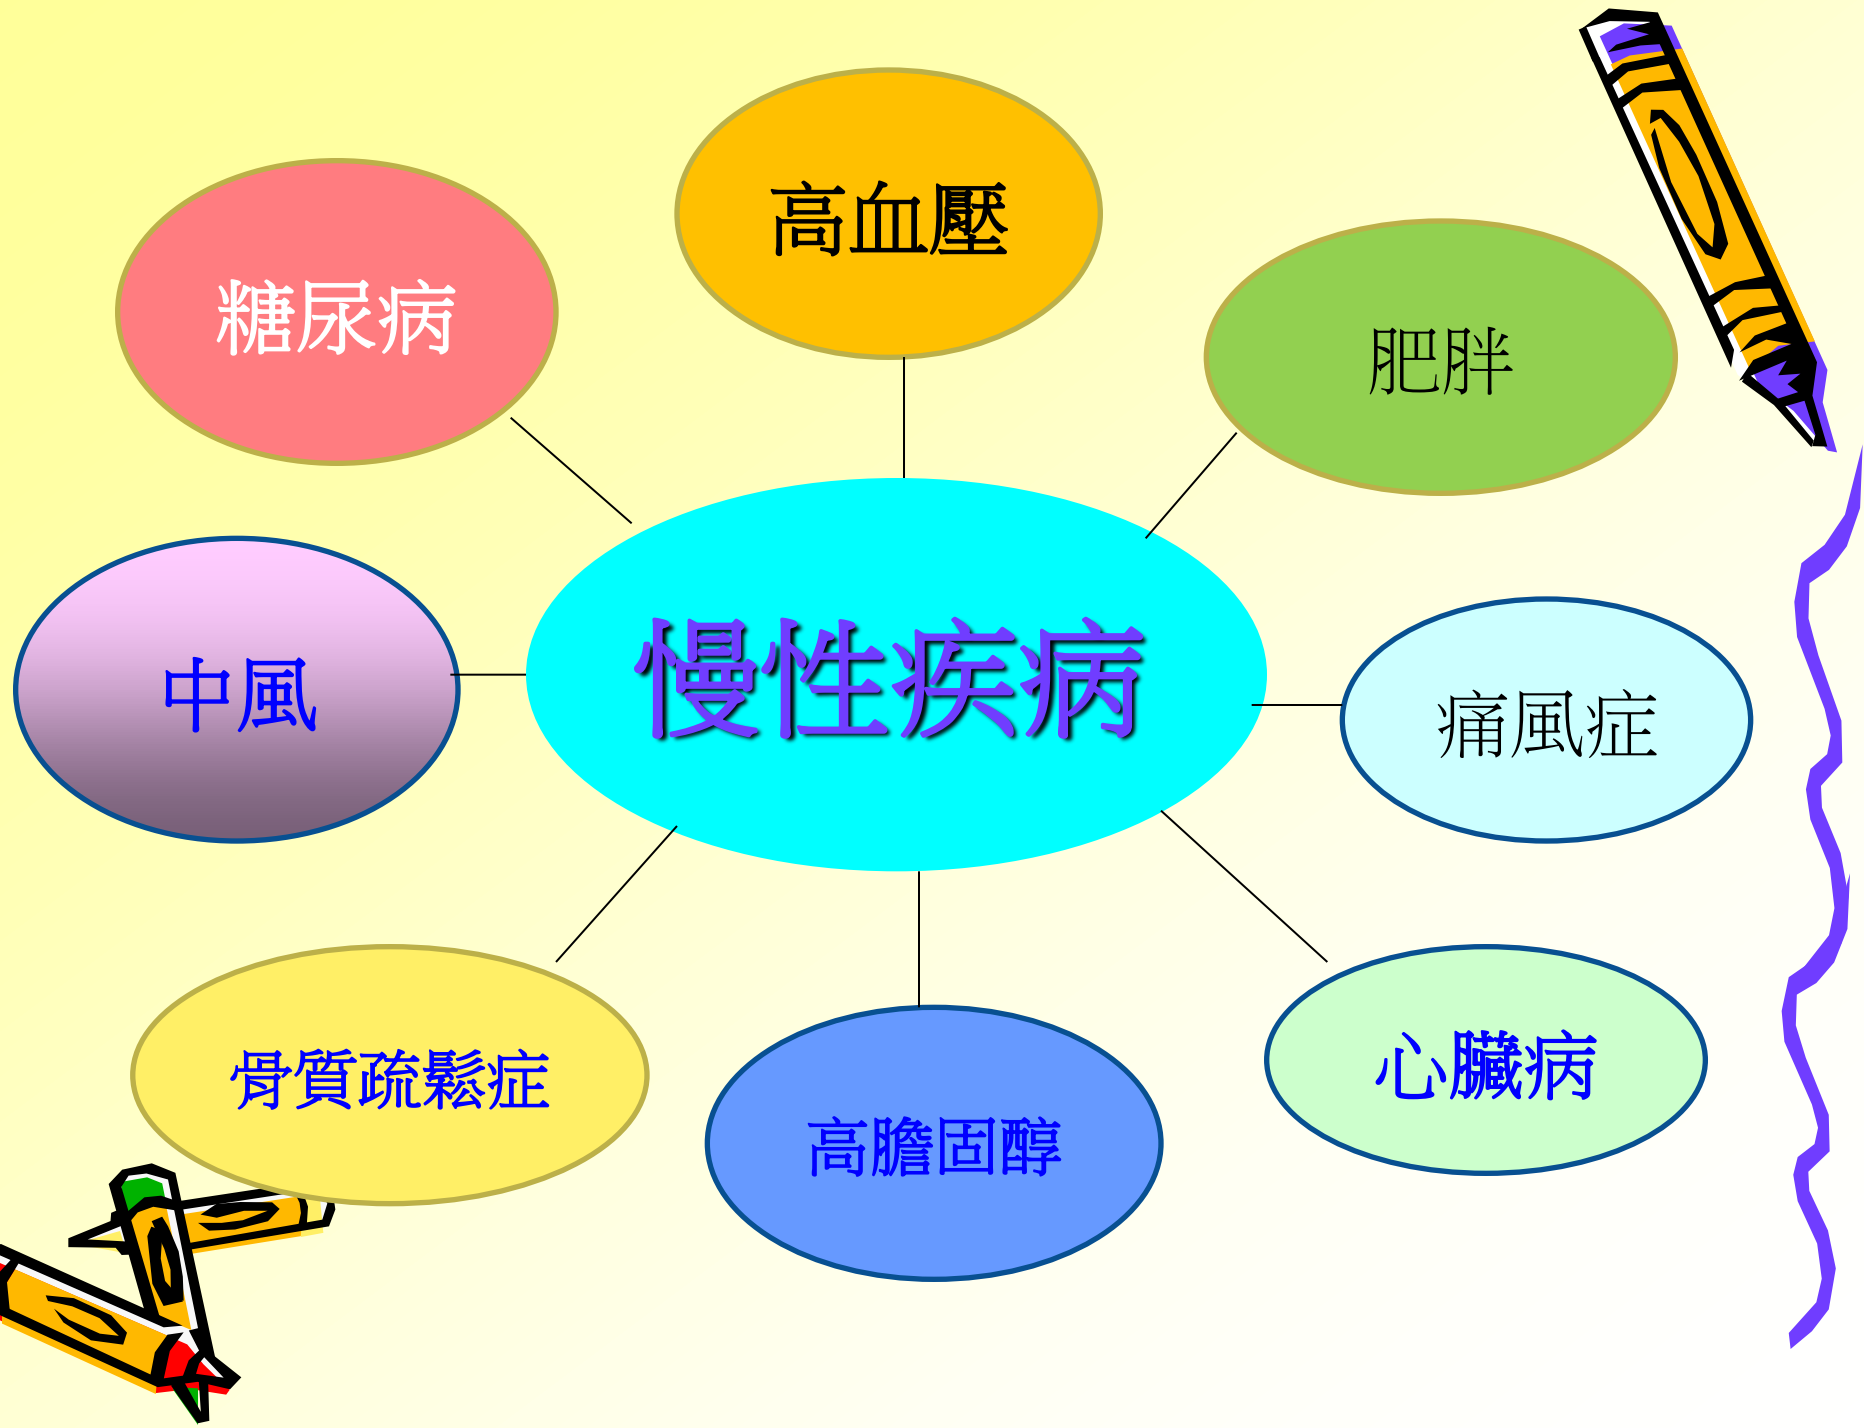 高血壓
糖尿病
肥胖
慢性疾病
中風
痛風症
心臟病
骨質疏鬆症
高膽固醇